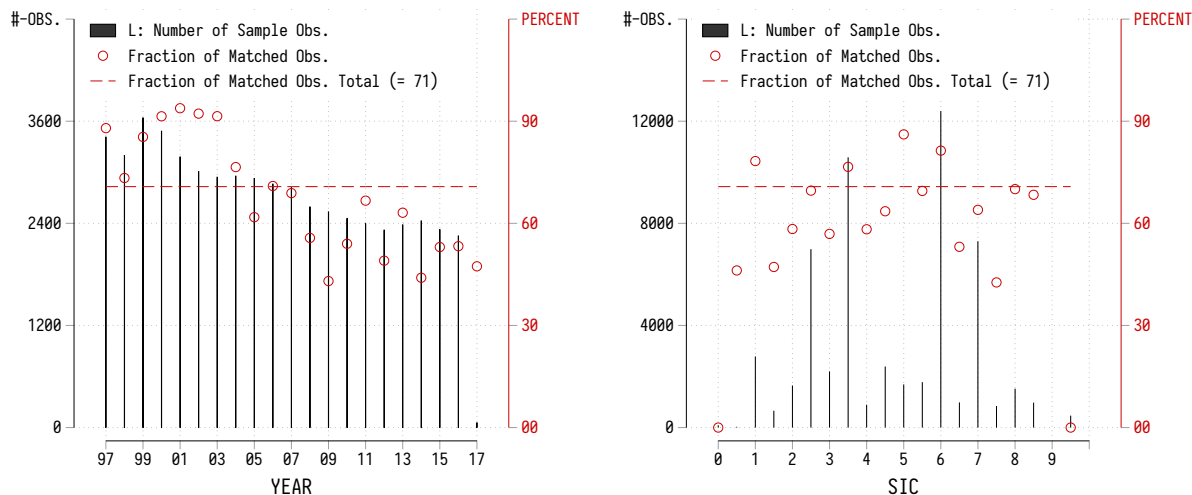 #-OBS.
PERCENT
L: Number of Sample Obs.
Fraction of Matched Obs.
Fraction of Matched Obs. Total (= 71)
3600
90
2400
60
1200
30
0
00
97 99 01 03 05 07 09 11 13 15 17
YEAR
#-OBS.
PERCENT
L: Number of Sample Obs.
Fraction of Matched Obs.
Fraction of Matched Obs. Total (= 71)
12000
90
8000
60
4000
30
0
00
0 1 2 3 4 5 6 7 8 9
SIC